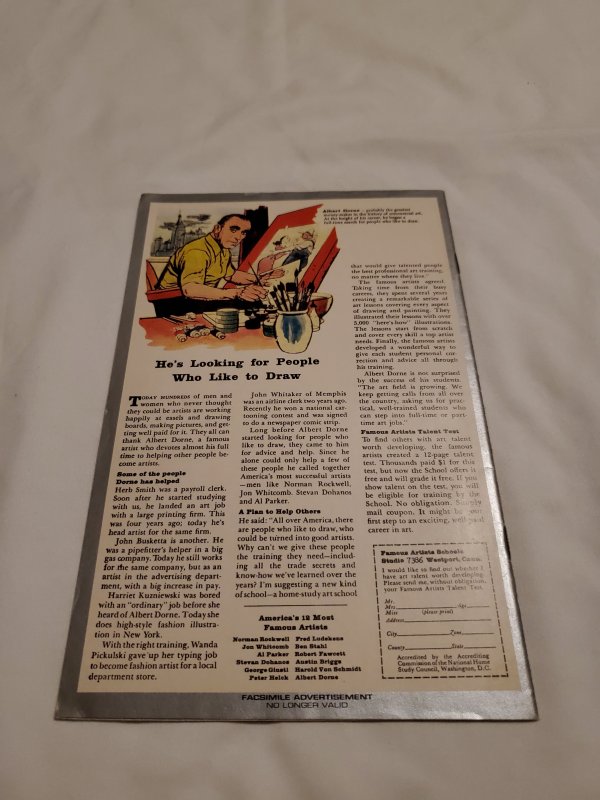 Albert Dorne - probably the greatest
money maker in the history of commercial art.
At the height of his career, he began a
full-time search for people who like to draw.
He's Looking for People
Who Like to Draw
TODAY HUNDREDS of men and
women who never thought
they could be artists are working
happily at easels and drawing
boards, making pictures, and get-
ting well paid for it. They all can
thank Albert Dorne, a famous
artist who devotes almost his full
time to helping other people be-
come artists.
Some of the people
Dorne has helped
Herb Smith was a payroll clerk.
Soon after he started studying
with us, he landed an art job
with a large printing firm. This
was four years ago; today he's
head artist for the same firm.
John Busketta is another. He
was a pipefitter's helper in a big
gas company. Today he still works
for the same company, but as an
artist in the advertising depart-
ment, with a big increase in pay.
Harriet Kuzniewski was bored
with an "ordinary" job before she
heard of Albert Dorne. Today she
does high-style fashion illustra-
tion in New York.
With the right training, Wanda
Pickulski gave up her typing job
to become fashion artist for a local
department store.
John Whitaker of Memphis
was an airline clerk two years ago.
Recently he won a national car-
tooning contest and was signed
to do a newspaper comic strip.
Long before Albert Dorne
started looking for people who
like to draw, they came to him
for advice and help. Since he
alone could only help a few of
these people he called together
America's most successful artists
—men like Norman Rockwell,
Jon Whitcomb, Stevan Dohanos
and Al Parker.
A Plan to Help Others
He said: "All over America, there
are people who like to draw, who
could be turned into good artists.
Why can't we give these people
the training they need—includ-
ing all the trade secrets and
know-how we've learned over the
years? I'm suggesting a new kind
of school—a home-study art school
that would give talented people
the best professional art training,
no matter where they live."
The famous artists agreed.
Taking time from their busy
careers, they spent several years
creating a remarkable series of
art lessons covering every aspect
of drawing and painting. They
illustrated their lessons with over
5,000 "here's how" illustrations.
The lessons start from scratch
and cover every skill a top artist
needs. Finally, the famous artists
developed a wonderful way to
give each student personal cor-
rection and advice all through
his training.
Albert Dorne is not surprised
by the success of his students.
"The art field is growing. We
keep getting calls from all over
the country, asking us for prac-
tical, well-trained students who
can step into full-time or part-
time art jobs."
Famous Artists Talent Test
To find others with art talent
worth developing, the famous
artists created a 12-page talent
test. Thousands paid $1 for this
test, but now the School offers it
free and will grade it free. If you
show talent on the test, you will
be eligible for training by the
School. No obligation. Simply
mail coupon. It might be your
first step to an exciting, well-paid
career in art.
America's 12 Most
Famous Artists
Norman Rockwell Fred Ludekens
Jon Whitcomb Ben Stahl
Al Parker Robert Fawcett
Stevan Dohanos Austin Briggs
George Giusti Harold Von Schmidt
Peter Helck Albert Dorne
Famous Artists Schools
Studio 7386 Westport, Conn.
I would like to find out whether I
have art talent worth developing.
Please send me, without obligation,
your Famous Artists Talent Test.
Mr.
Mrs. Age
Miss (please print)
Address
City Zone
County State
Accredited by the Accrediting
Commission of the National Home
Study Council, Washington, D.C.
FACSIMILE ADVERTISEMENT
NO LONGER VALID